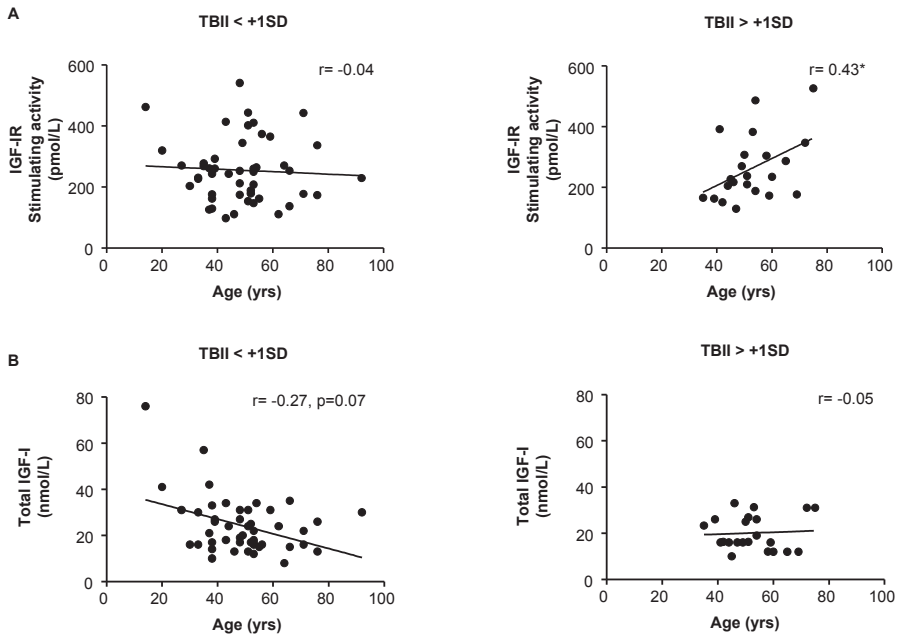 A
TBII < +1SD
r= -0.04
IGF-IR
Stimulating activity
(pmol/L)
600
400
200
0
0 20 40 60 80 100
Age (yrs)
TBII > +1SD
r= 0.43*
IGF-IR
Stimulating activity
(pmol/L)
600
400
200
0
0 20 40 60 80 100
Age (yrs)
B
TBII < +1SD
r= -0.27, p=0.07
Total IGF-I
(nmol/L)
80
60
40
20
0
0 20 40 60 80 100
Age (yrs)
TBII > +1SD
r= -0.05
Total IGF-I
(nmol/L)
80
60
40
20
0
0 20 40 60 80 100
Age (yrs)